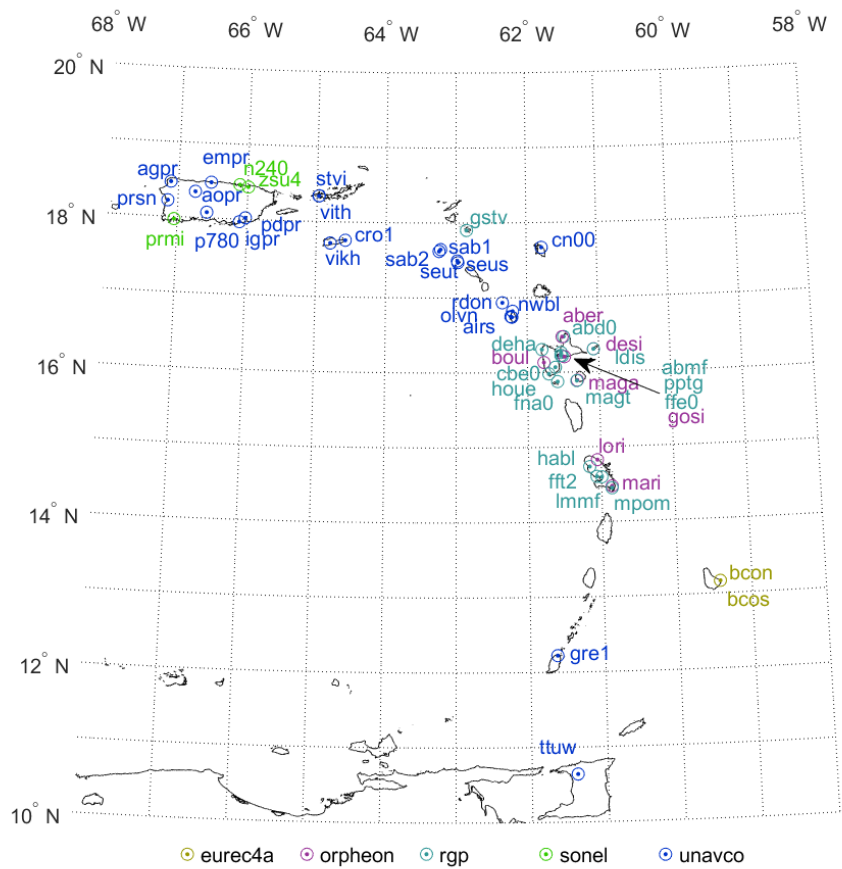 68° W 66° W 64° W 62° W 60° W 58° W
20° N
empr
agpr
n240
zsu4
stvi
aopr
prsn
18° N
vith
gstv
prmi
p780
igpr
pdpr
cro1
cn00
vikh
sab1
sab2
seus
seut
rdon
nwbl
olvn
aber
airs
abd0
deha
desi
boul
ldis
16° N
abmf
cbe0
maga
pptg
houe
magt
ffe0
fna0
gosi
lori
habl
fft2
mari
lmmf
mpom
14° N
bcon
bcos
12° N
gre1
ttuw
10° N
eurec4a orpheon rgp sonel unavco